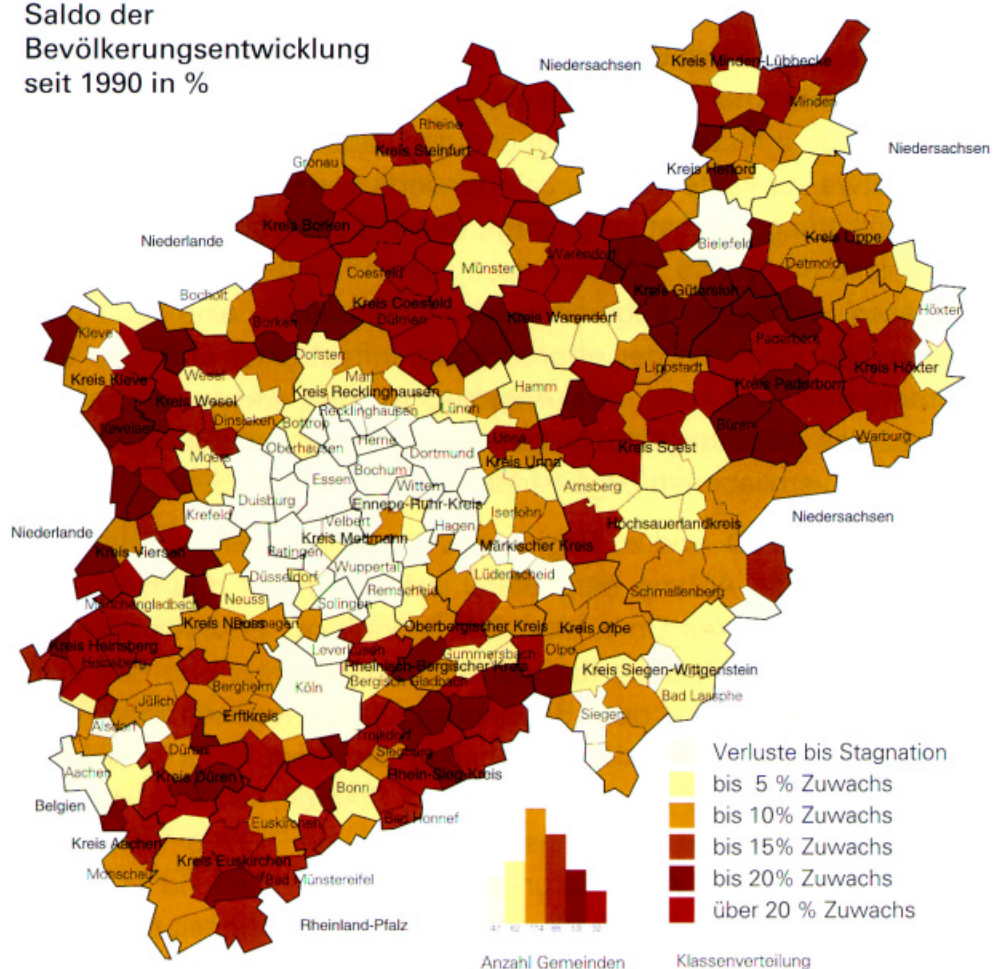 Saldo der
Bevölkerungsentwicklung
seit 1990 in %
Niedersachsen
Kreis Minden-Lübbecke
Minden
Rheine
Kreis Steinfurt
Niedersachsen
Gronau
Kreis Herford
Kreis Borken
Niederlande
Bielefeld
Kreis Lippe
Warendorf
Detmold
Münster
Coesfeld
Kreis Gütersloh
Bocholt
Kreis Coesfeld
Höxter
Borken
Dülmen
Kreis Warendorf
Kleve
Paderborn
Dorsten
Lippstadt
Kreis Höxter
Kreis Kleve
Wesel
Marl
Hamm
Kreis Paderborn
Kreis Recklinghausen
Kreis Wesel
Recklinghausen
Lünen
Dinslaken
Bottrop
Büren
Kevelaer
Herne
Unna
Warburg
Oberhausen
Dortmund
Kreis Soest
Moers
Bochum
Kreis Unna
Essen
Witten
Arnsberg
Duisburg
Ennepe-Ruhr-Kreis
Krefeld
Iserlohn
Niedersachsen
Velbert
Hagen
Hochsauerlandkreis
Niederlande
Kreis Mettmann
Kreis Viersen
Ratingen
Märkischer Kreis
Wuppertal
Düsseldorf
Lüdenscheid
Remscheid
Schmellenberg
Mönchengladbach
Neuss
Solingen
Kreis Neuss
Oberbergischer Kreis
Kreis Olpe
Kreis Heinsberg
Leverkusen
Gummersbach
Olpe
Heinsberg
Rheinisch-Bergischer Kreis
Kreis Siegen-Wittgenstein
Bergheim
Köln
Bergisch Gladbach
Jülich
Bad Laasphe
Erftkreis
Siegen
Alsdorf
Troisdorf
Düren
Siegburg
Aachen
Kreis Düren
Rhein-Sieg-Kreis
Bonn
Belgien
Bad Honnef
Euskirchen
Kreis Aachen
Kreis Euskirchen
Monschau
Bad Münstereifel
Rheinland-Pfalz
Verluste bis Stagnation
bis 5 % Zuwachs
bis 10% Zuwachs
bis 15% Zuwachs
bis 20% Zuwachs
über 20 % Zuwachs
Anzahl Gemeinden
Klassenverteilung